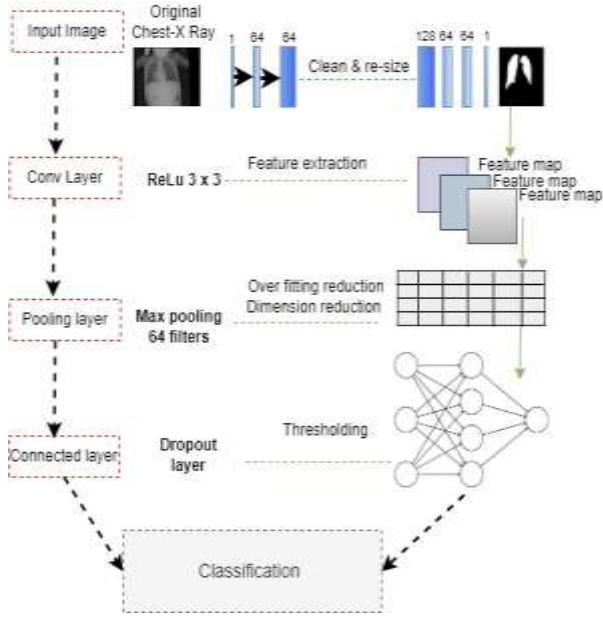 Input Image
Original
Chest-X Ray
1 64 64
Clean & re-size
128 64 64 1
Conv Layer
ReLu 3 x 3
Feature extraction
Feature map
Feature map
Feature map
Pooling layer
Max pooling
64 filters
Over fitting reduction
Dimension reduction
Connected layer
Dropout
layer
Thresholding
Classification